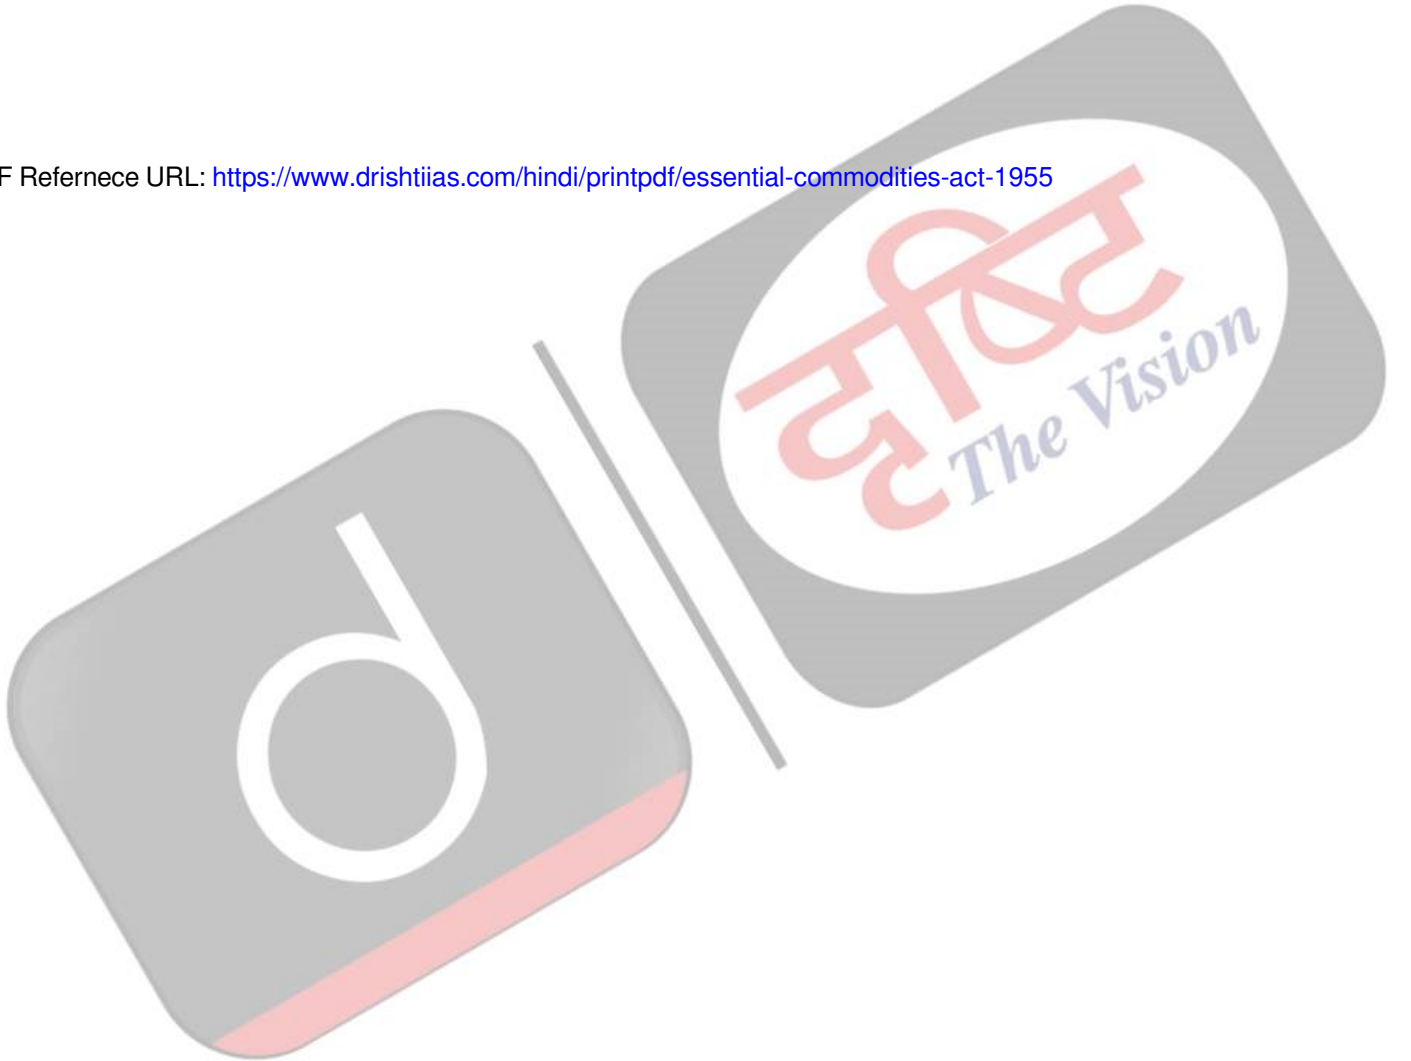 F Refernece URL: https://www.drishtiias.com/hindi/printpdf/essential-commodities-act-1955
दृष्टि
The Vision
d